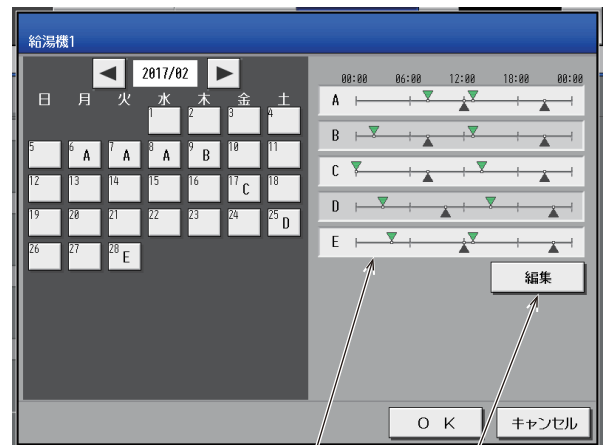 給湯機1
◀ 2017/02 ▶
日 月 火 水 木 金 土
1 2 3 4
5 6 A 7 A 8 A 9 B 10 11
12 13 14 15 16 17 C 18
19 20 21 22 23 24 25 D
26 27 28 E
00:00 06:00 12:00 18:00 00:00
A
B
C
D
E
編集
OK キャンセル